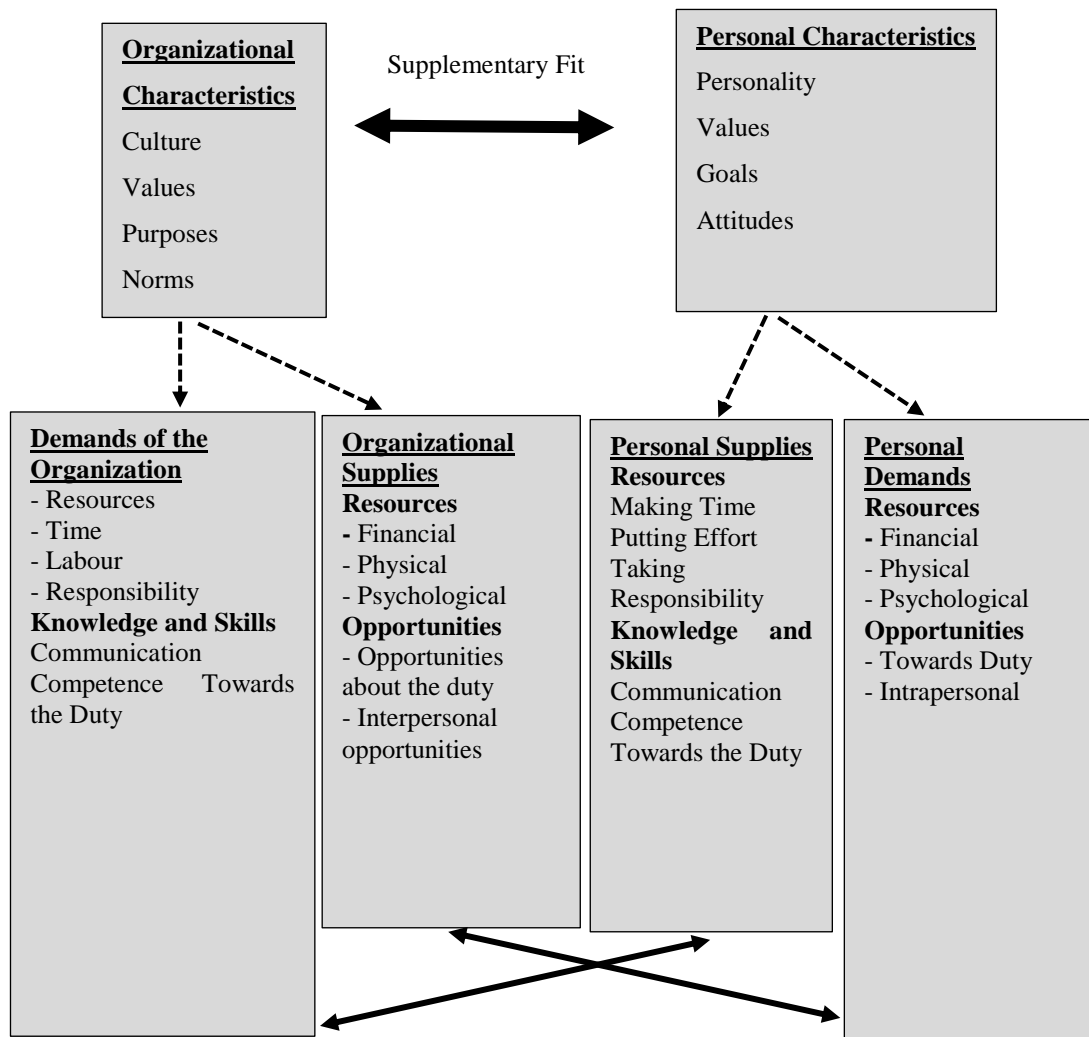 Organizational
Characteristics
Culture
Values
Purposes
Norms
Supplementary Fit
Personal Characteristics
Personality
Values
Goals
Attitudes
Demands of the
Organization
- Resources
- Time
- Labour
- Responsibility
Knowledge and Skills
Communication
Competence Towards
the Duty
Organizational
Supplies
Resources
- Financial
- Physical
- Psychological
Opportunities
- Opportunities
about the duty
- Interpersonal
opportunities
Personal Supplies
Resources
Making Time
Putting Effort
Taking
Responsibility
Knowledge and
Skills
Communication
Competence
Towards the Duty
Personal
Demands
Resources
- Financial
- Physical
- Psychological
Opportunities
- Towards Duty
- Intrapersonal